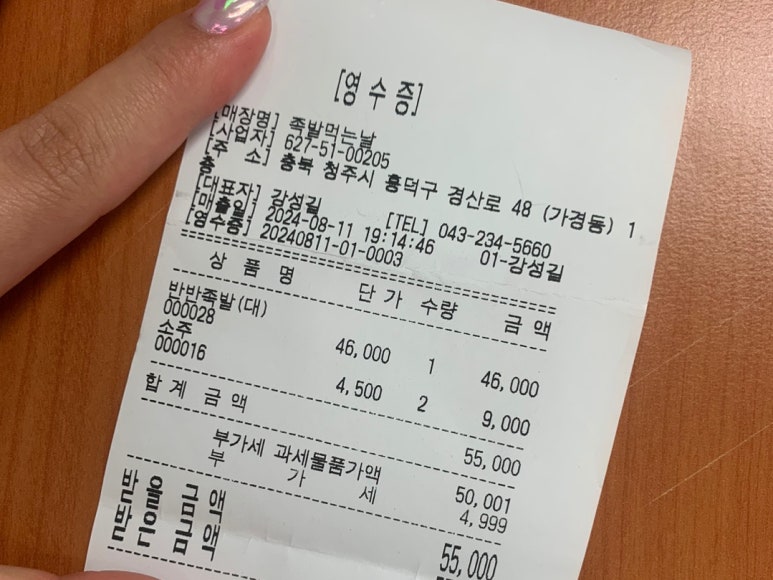 [영 수 증]
[매장명] 족발먹는날
[사업자] 627-51-00205
[주 소] 충북 청주시 흥덕구 경산로 48 (가경동) 1
층
[대표자] 강성길 [TEL] 043-234-5660
[매출일] 2024-08-11 19:14:46 01-강성길
[영수증] 20240811-01-0003
상 품 명 단 가 수량 금 액
반반족발(대)
000028 46,000 1 46,000
소주
000016 4,500 2 9,000
합 계 금 액 55,000
부가세 과세물품가액 50,001
부 가 세 4,999
받을금액 55,000
받은금액